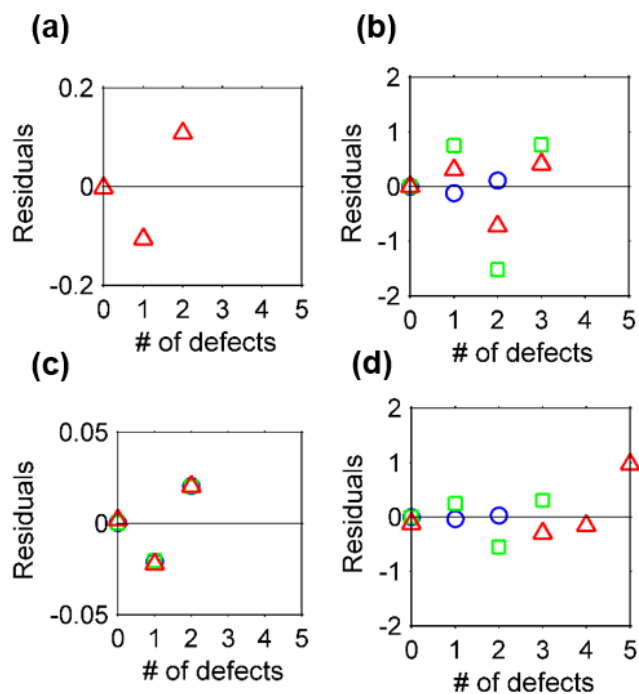 (a)
0.2
0
-0.2
Residuals
0 1 2 3 4 5
# of defects
(b)
2
1
0
-1
-2
Residuals
0 1 2 3 4 5
# of defects
(c)
0.05
0
-0.05
Residuals
0 1 2 3 4 5
# of defects
(d)
2
1
0
-1
-2
Residuals
0 1 2 3 4 5
# of defects